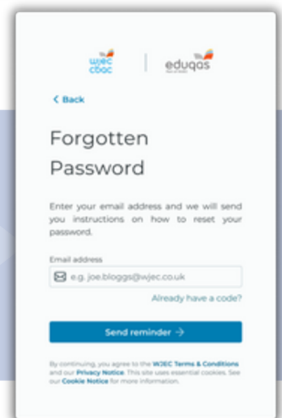 wjec
cbac
eduqas
Back
Forgotten
Password
Enter your email address and we will send
you instructions on how to reset your
password.
Email address
e.g. joe.bloggs@wjec.co.uk
Already have a code?
Send reminder →
By continuing, you agree to the WJEC Terms & Conditions
and our Privacy Notice. This site uses essential cookies. See
our Cookie Notice for more information.